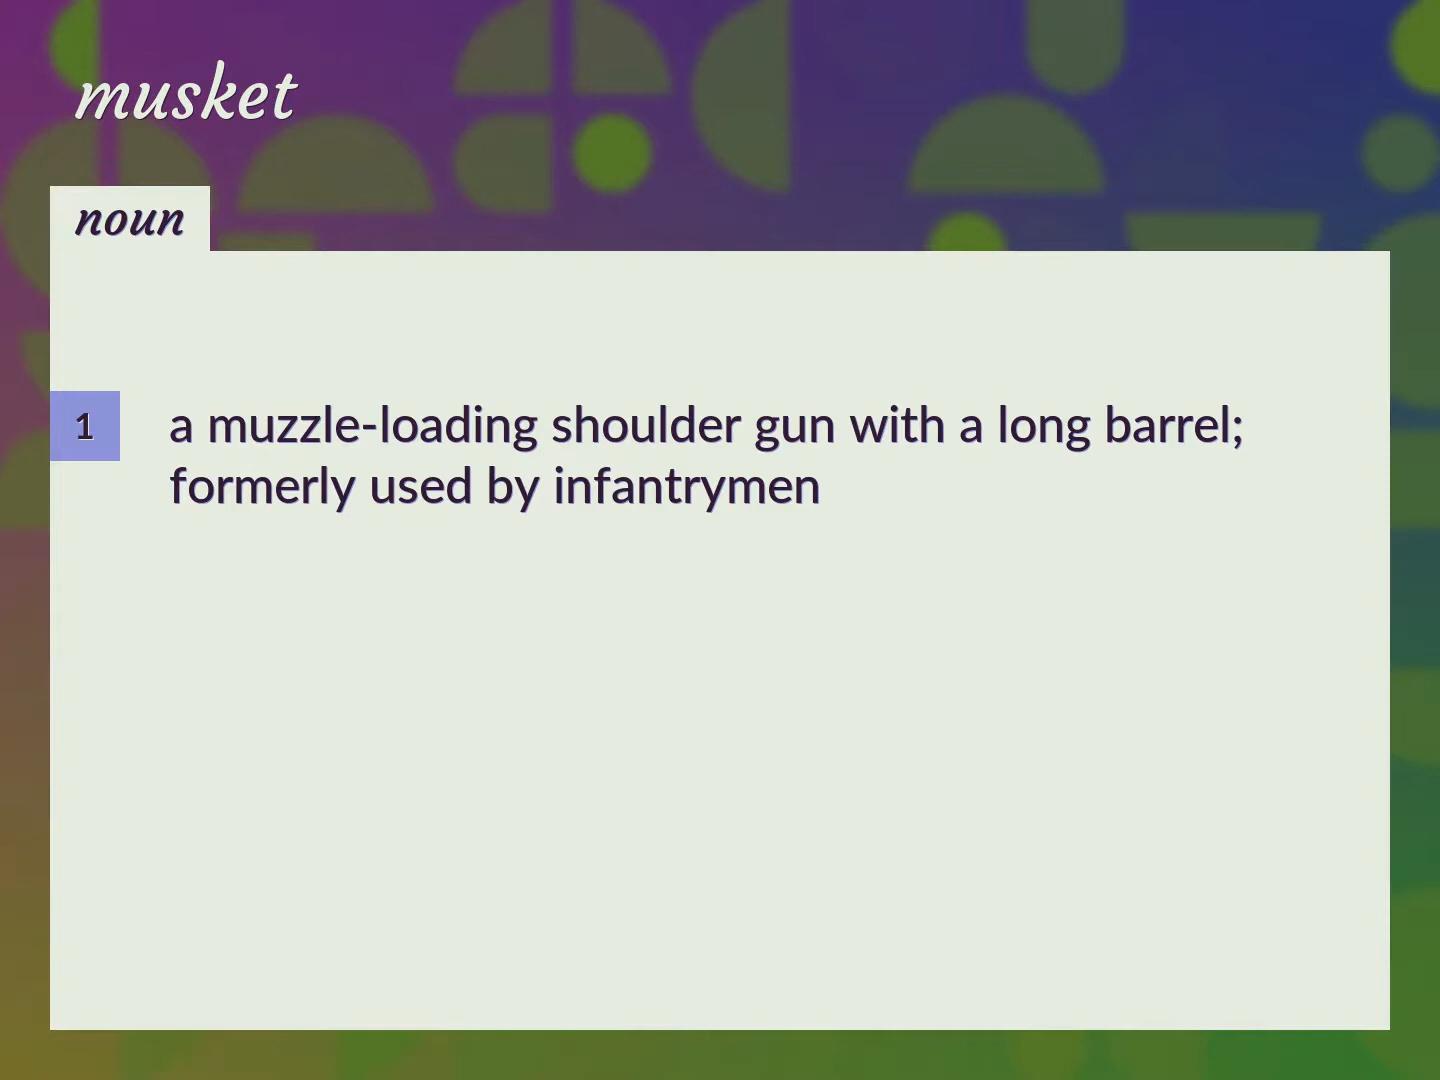 musket
noun
1
a muzzle-loading shoulder gun with a long barrel;
formerly used by infantrymen